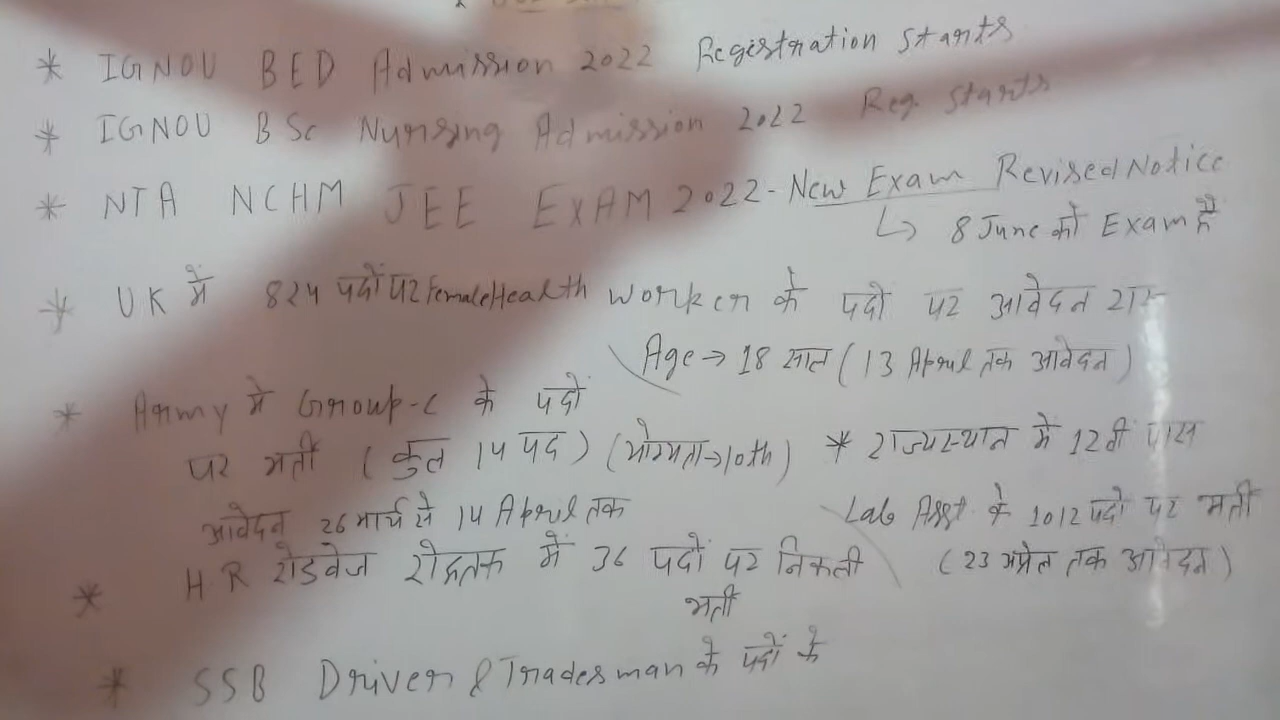 * IGNOU BED Admission 2022 Registration Starts
* IGNOU BSc Nursing Admission 2022 Reg. Starts
* NTA NCHM JEE EXAM 2022 - New Exam Revised Notice
↳ 8 June को Exam है
* UK में 824 पदों पर Female Health worker के पदो पर आवेदन
Age → 18 साल (13 April तक आवेदन)
* Army में Group-C के पदों
पर भर्ती (कुल 14 पद) (योग्यता → 10th)
आवेदन 26 मार्च से 14 April तक
* राज्यस्थान में 12वी पास
Lab Asst. के 1012 पदो पर भर्ती
(23 अप्रेल तक आवेदन)
* HR रोडवेज रोहतक में 36 पदों पर निकली
भर्ती
* SSB Driver & Tradesman के पदों के